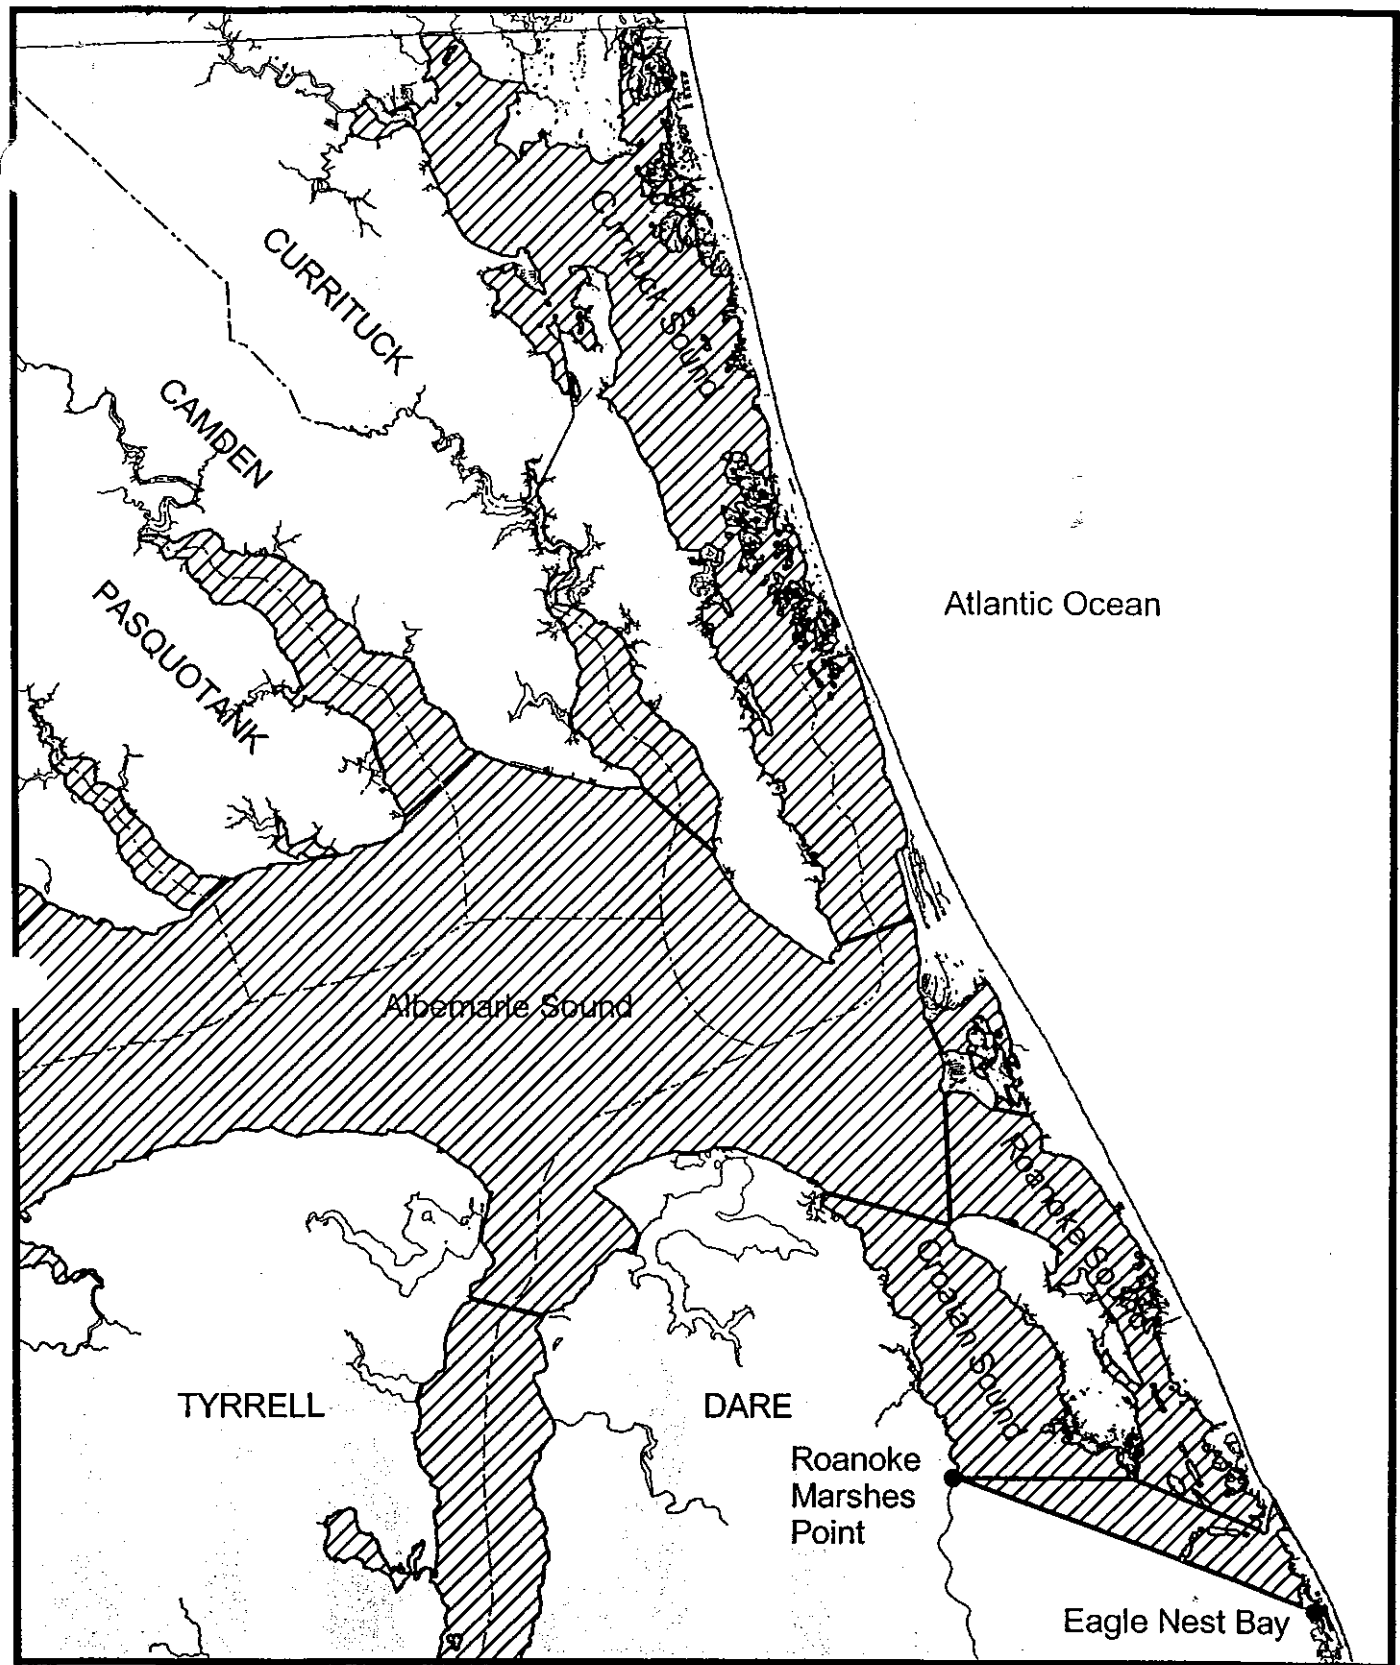 CURRITUCK
Currituck Sound
CAMDEN
Atlantic Ocean
PASQUOTANK
Albemarle Sound
Roanoke Sound
Croatan Sound
TYRRELL
DARE
Roanoke
Marshes
Point
Eagle Nest Bay